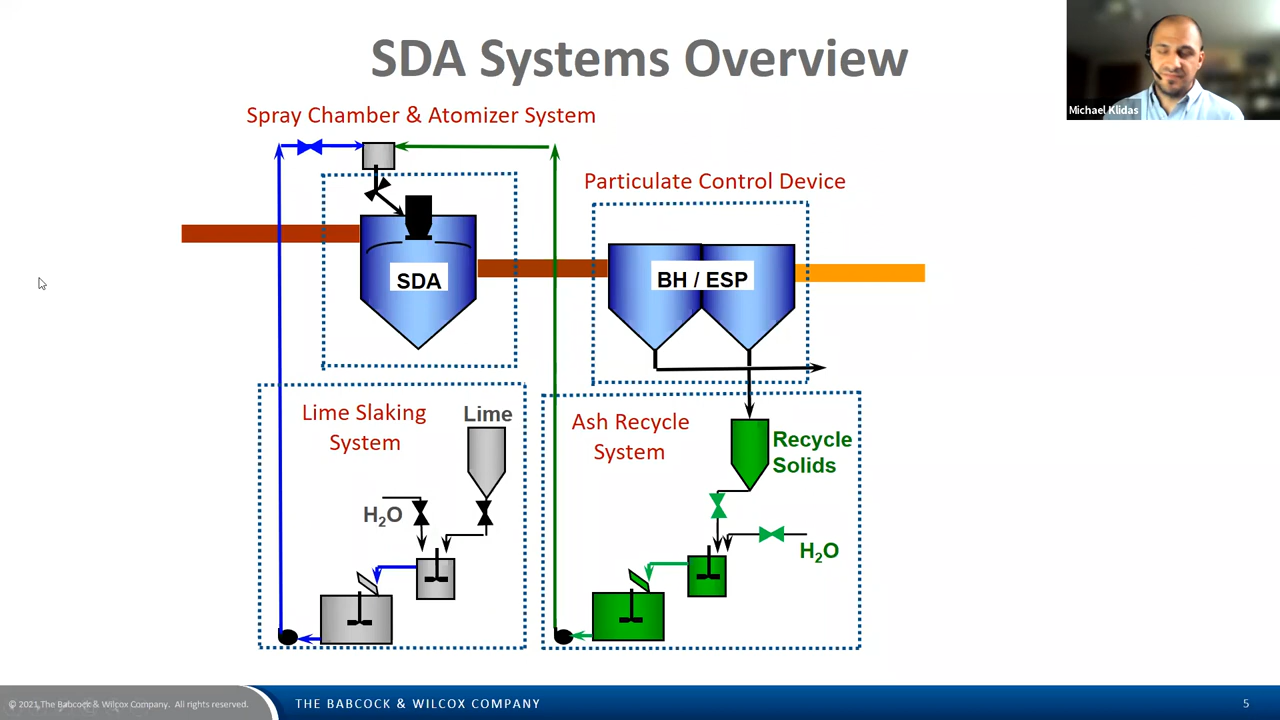 SDA Systems Overview
Michael Klidas
Spray Chamber & Atomizer System
Particulate Control Device
SDA
BH / ESP
Lime Slaking
System
Lime
H₂O
Ash Recycle
System
Recycle
Solids
H₂O
© 2021 The Babcock & Wilcox Company. All rights reserved.
THE BABCOCK & WILCOX COMPANY
5